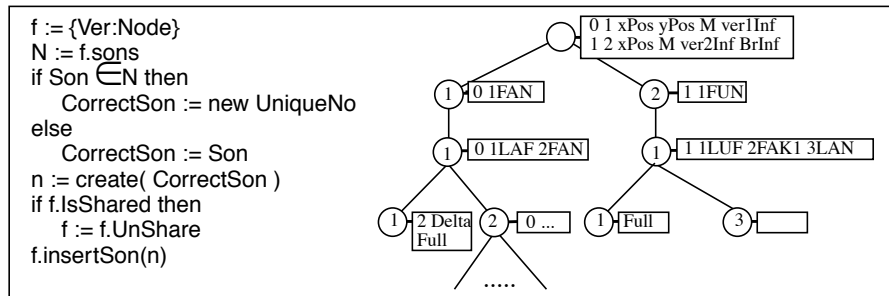 f := {Ver:Node}
N := f.sons
if Son ∈N then
CorrectSon := new UniqueNo
else
CorrectSon := Son
n := create( CorrectSon )
if f.IsShared then
f := f.UnShare
f.insertSon(n)
0 1 xPos yPos M ver1Inf
1 2 xPos M ver2Inf BrInf
1 0 1FAN
2 1 1FUN
1 0 1LAF 2FAN
1 1 1LUF 2FAK1 3LAN
1 2 Delta
Full
2 0 ...
1 Full
3
.....